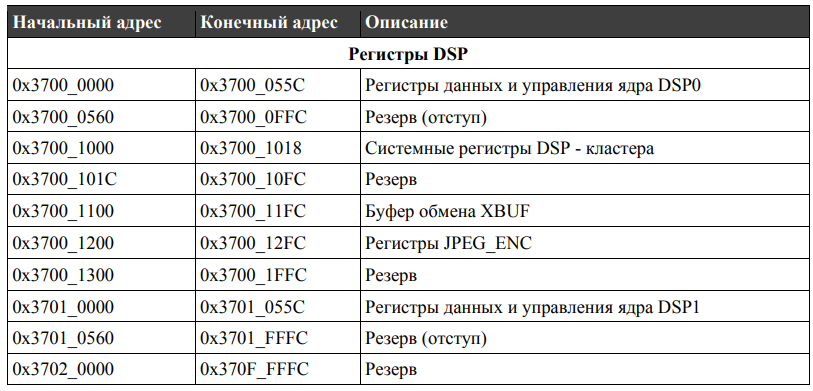 Начальный адрес Конечный адрес Описание
Регистры DSP
0x3700_0000 0x3700_055C Регистры данных и управления ядра DSP0
0x3700_0560 0x3700_0FFC Резерв (отступ)
0x3700_1000 0x3700_1018 Системные регистры DSP - кластера
0x3700_101C 0x3700_10FC Резерв
0x3700_1100 0x3700_11FC Буфер обмена XBUF
0x3700_1200 0x3700_12FC Регистры JPEG_ENC
0x3700_1300 0x3700_1FFC Резерв
0x3701_0000 0x3701_055C Регистры данных и управления ядра DSP1
0x3701_0560 0x3701_FFFC Резерв (отступ)
0x3702_0000 0x370F_FFFC Резерв